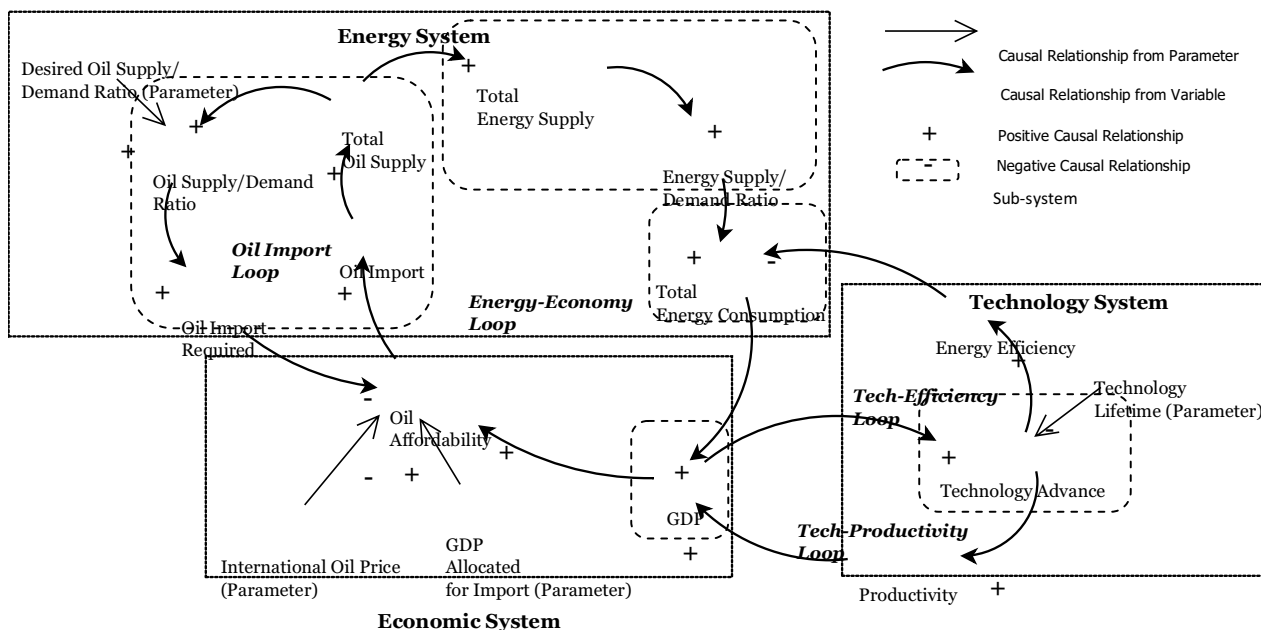 Energy System
Desired Oil Supply/
Demand Ratio (Parameter)
+
+
+
Total
Oil Supply
+
Oil Supply/Demand
Ratio
Oil Import
Loop
Oil Import
+
+
Oil Import
Required
+
Total
Energy Supply
+
Energy Supply/
Demand Ratio
+
-
Total
Energy Consumption
Energy-Economy
Loop
Causal Relationship from Parameter
Causal Relationship from Variable
+
Positive Causal Relationship
-
Negative Causal Relationship
Sub-system
Technology System
Energy Efficiency
+
Technology
Lifetime (Parameter)
-
+
Technology Advance
Tech-Efficiency
Loop
Tech-Productivity
Loop
Productivity
+
-
Oil
Affordability
+
-
+
+
GDP
+
International Oil Price
(Parameter)
GDP
Allocated
for Import (Parameter)
Economic System